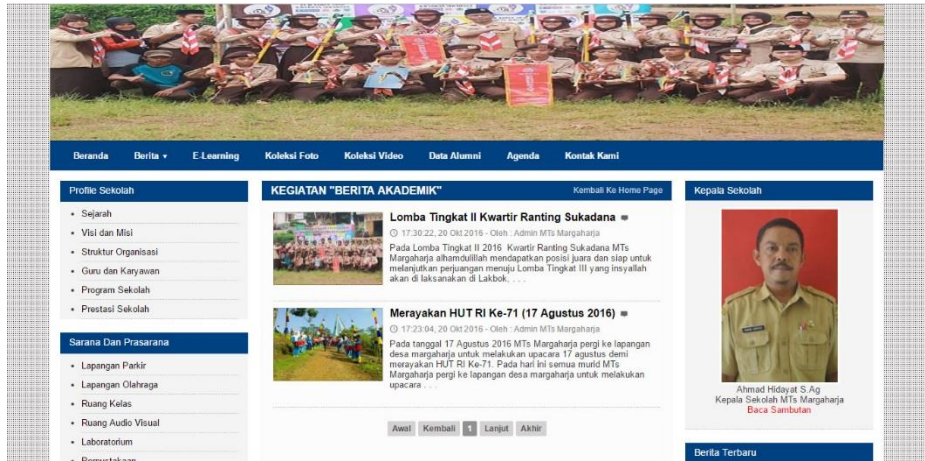 Beranda
Berita
E-Learning
Koleksi Foto
Koleksi Video
Data Alumni
Agenda
Kontak Kami
Profile Sekolah
• Sejarah
• Visi dan Misi
• Struktur Organisasi
• Guru dan Karyawan
• Program Sekolah
• Prestasi Sekolah
Sarana Dan Prasarana
• Lapangan Parkir
• Lapangan Olahraga
• Ruang Kelas
• Ruang Audio Visual
• Laboratorium
• Perpustakaan
KEGIATAN "BERITA AKADEMIK"
Kembali Ke Home Page
Lomba Tingkat II Kwartir Ranting Sukadana
17:30:22, 20 Okt 2016 - Oleh : Admin MTs Margaharja
Pada Lomba Tingkat II 2016 Kwartir Ranting Sukadana MTs
Margaharja alhamdulillah mendapatkan posisi juara dan siap untuk
melanjutkan perjuangan menuju Lomba Tingkat III yang insyallah
akan di laksanakan di Lakbok, . . .
Merayakan HUT RI Ke-71 (17 Agustus 2016)
17:23:04, 20 Okt 2016 - Oleh : Admin MTs Margaharja
Pada tanggal 17 Agustus 2016 MTs Margaharja pergi ke lapangan
desa margaharja untuk melakukan upacara 17 agustus demi
merayakan HUT RI Ke-71. Pada hari ini semua murid MTs
Margaharja pergi ke lapangan desa margaharja untuk melakukan
upacara . . .
Awal Kembali 1 Lanjut Akhir
Kepala Sekolah
Ahmad Hidayat S.Ag
Kepala Sekolah MTs Margaharja
Baca Sambutan
Berita Terbaru